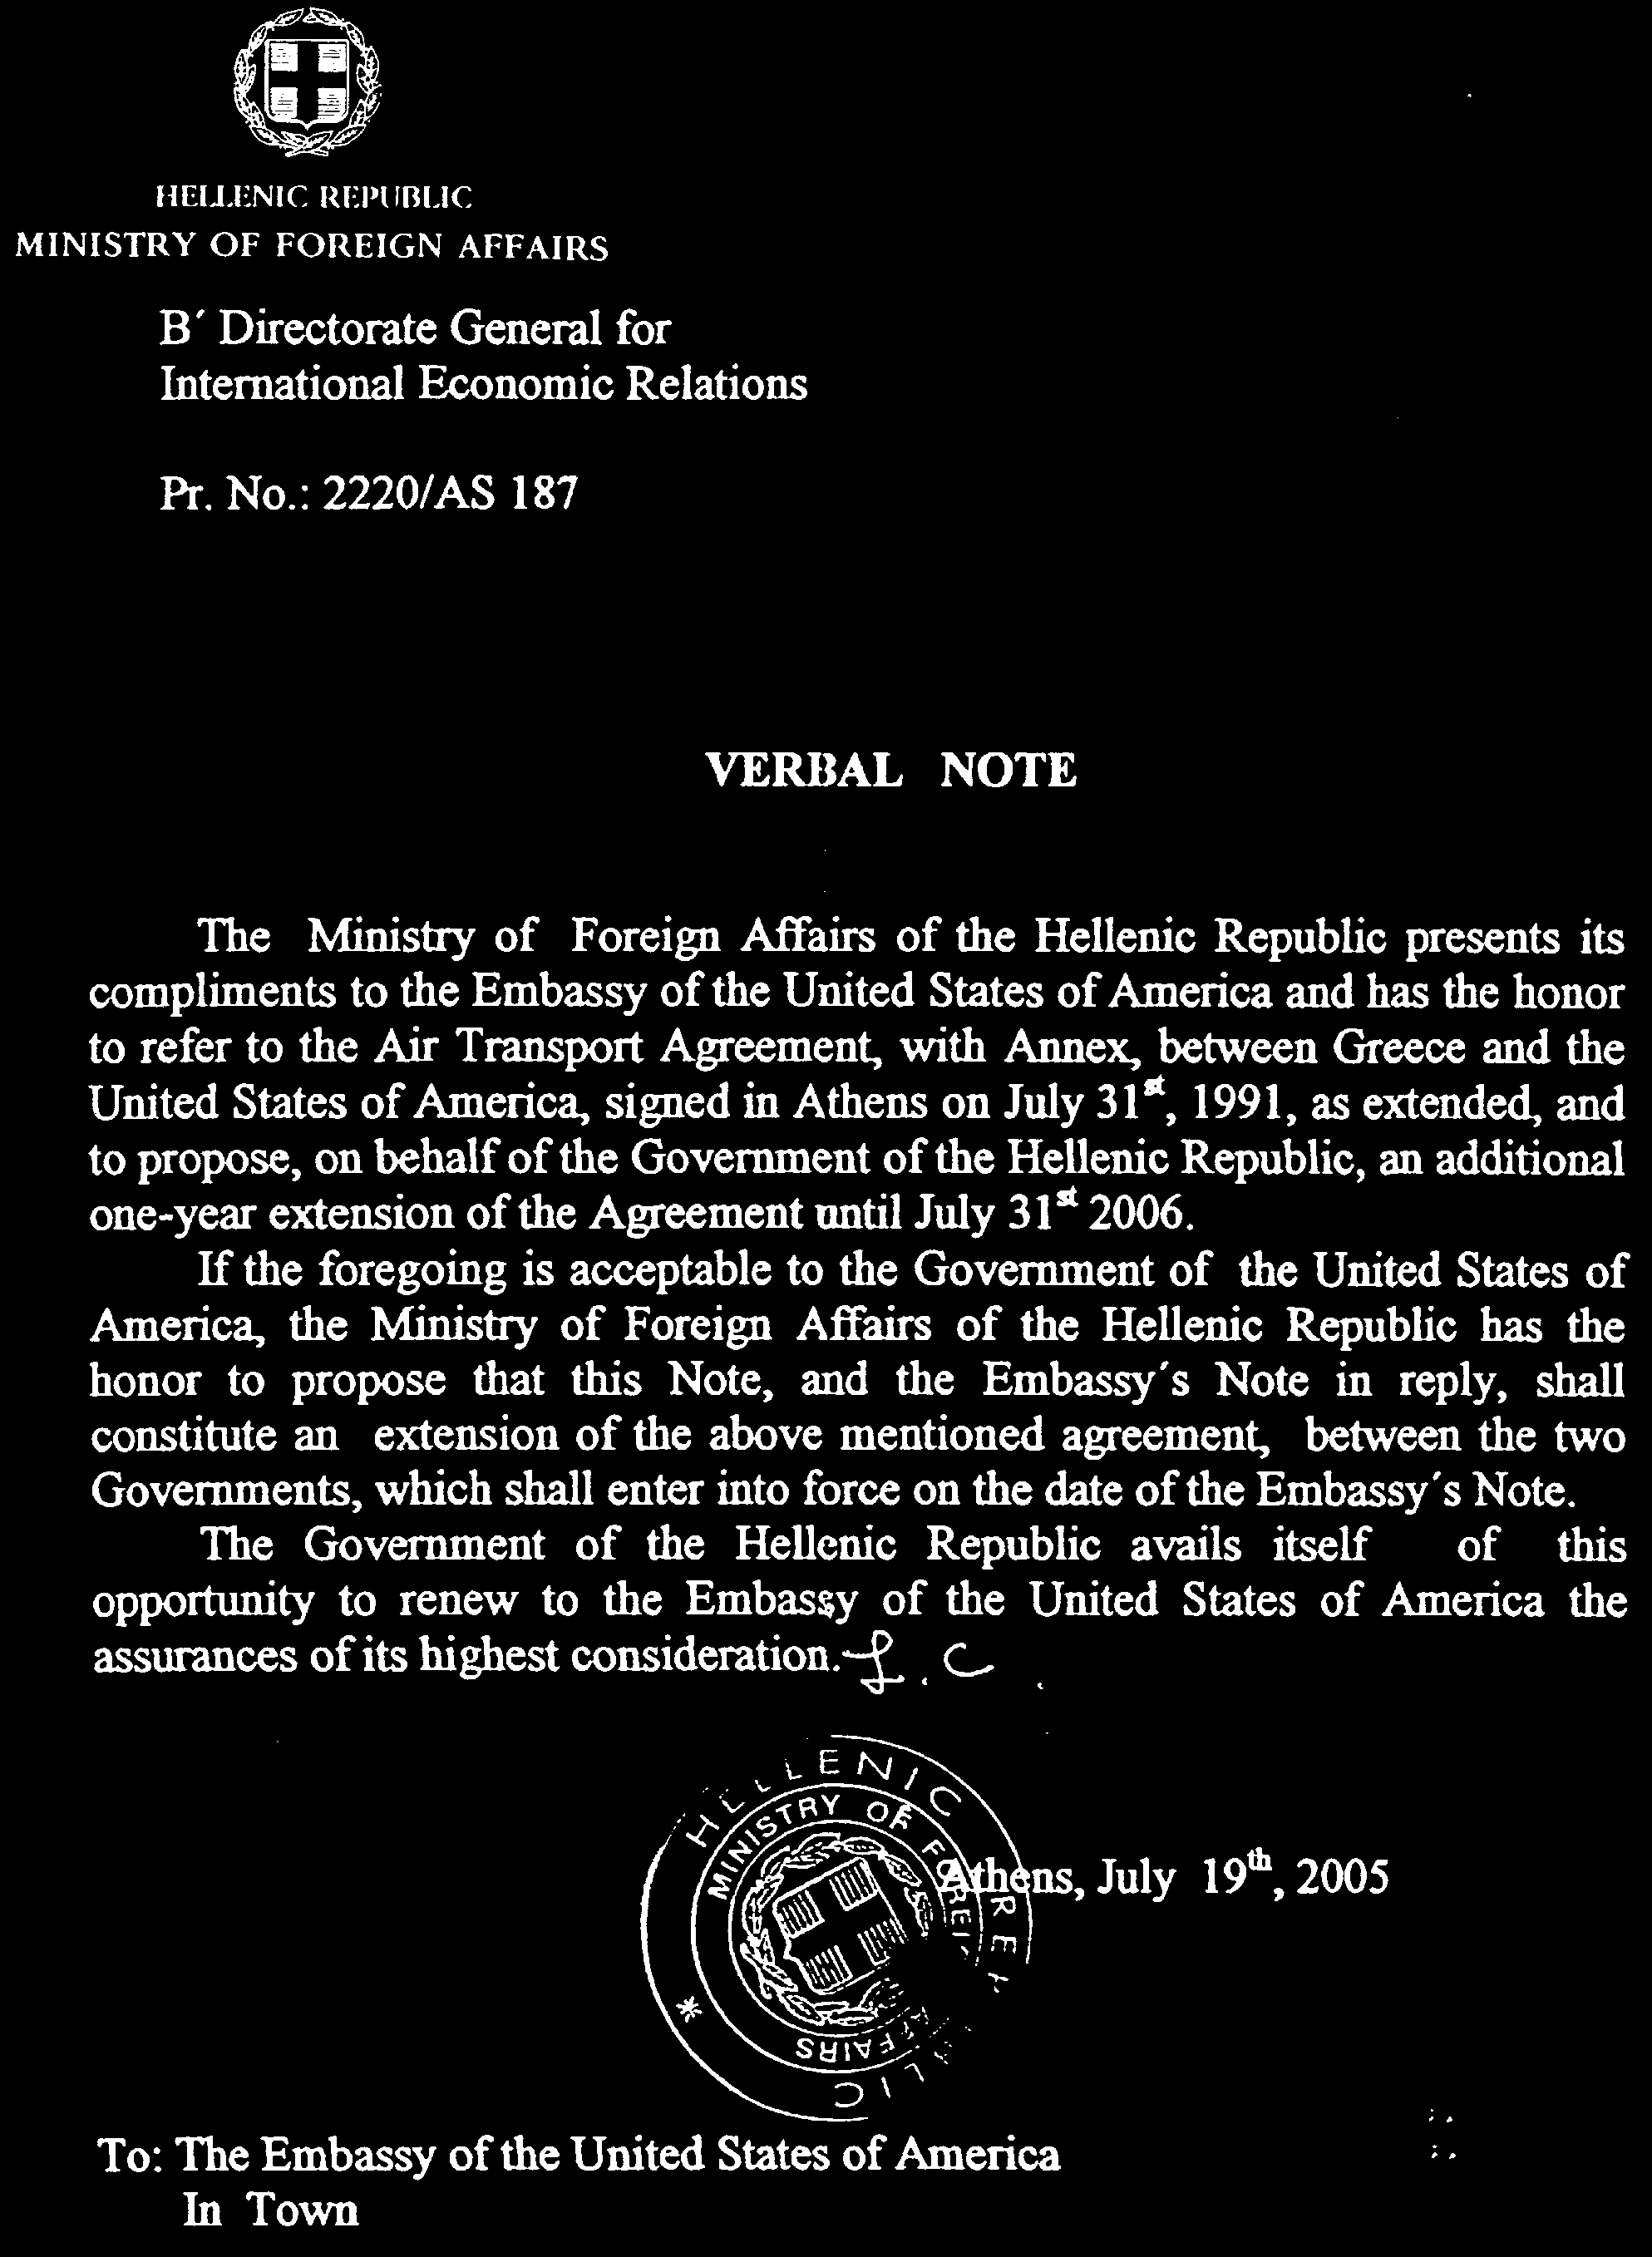 HELLENIC REPUBLIC
MINISTRY OF FOREIGN AFFAIRS
B´ Directorate General for
International Economic Relations
Pr. No.: 2220/AS 187
VERBAL NOTE
The Ministry of Foreign Affairs of the Hellenic Republic presents its
compliments to the Embassy of the United States of America and has the honor
to refer to the Air Transport Agreement, with Annex, between Greece and the
United States of America, signed in Athens on July 31st, 1991, as extended, and
to propose, on behalf of the Government of the Hellenic Republic, an additional
one-year extension of the Agreement until July 31st 2006.
If the foregoing is acceptable to the Government of the United States of
America, the Ministry of Foreign Affairs of the Hellenic Republic has the
honor to propose that this Note, and the Embassy´s Note in reply, shall
constitute an extension of the above mentioned agreement, between the two
Governments, which shall enter into force on the date of the Embassy´s Note.
The Government of the Hellenic Republic avails itself of this
opportunity to renew to the Embassy of the United States of America the
assurances of its highest consideration.
HELLENIC
MINISTRY OF FOREIGN AFFAIRS
Athens, July 19th, 2005
To: The Embassy of the United States of America
In Town